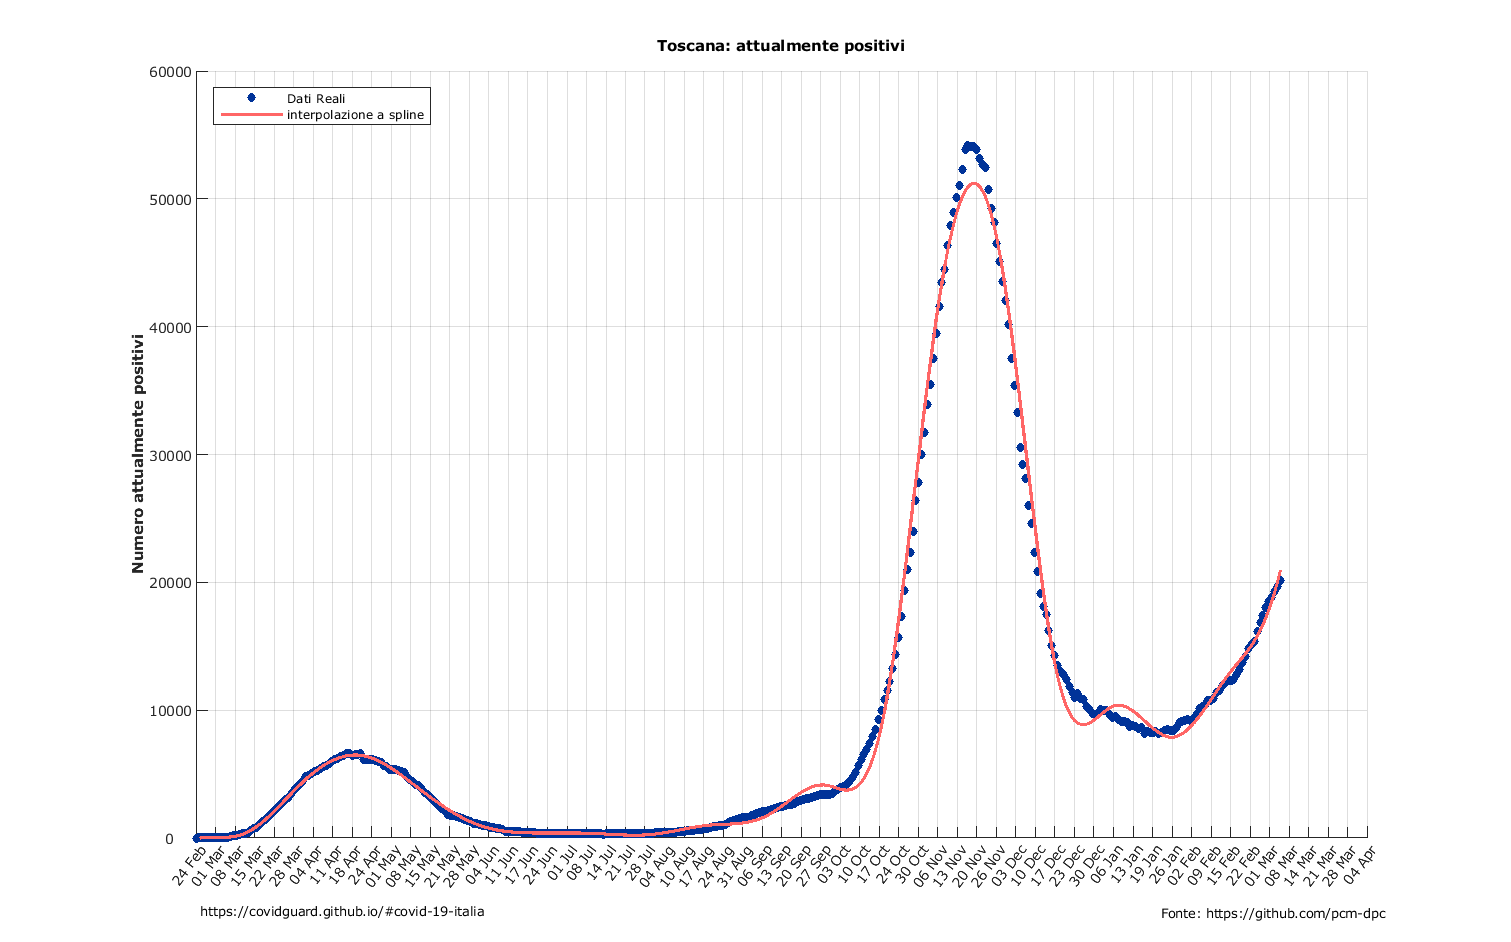 Toscana: attualmente positivi
60000
Dati Reali
interpolazione a spline
50000
40000
30000
20000
10000
0
Numero attualmente positivi
24 Feb
01 Mar
08 Mar
15 Mar
22 Mar
28 Mar
04 Apr
11 Apr
18 Apr
24 Apr
01 May
08 May
15 May
21 May
28 May
04 Jun
11 Jun
17 Jun
24 Jun
01 Jul
08 Jul
14 Jul
21 Jul
28 Jul
04 Aug
10 Aug
17 Aug
24 Aug
31 Aug
06 Sep
13 Sep
20 Sep
27 Sep
03 Oct
10 Oct
17 Oct
24 Oct
30 Oct
06 Nov
13 Nov
20 Nov
26 Nov
03 Dec
10 Dec
17 Dec
23 Dec
30 Dec
06 Jan
13 Jan
19 Jan
26 Jan
02 Feb
09 Feb
15 Feb
22 Feb
01 Mar
08 Mar
14 Mar
21 Mar
28 Mar
04 Apr
https://covidguard.github.io/#covid-19-italia
Fonte: https://github.com/pcm-dpc